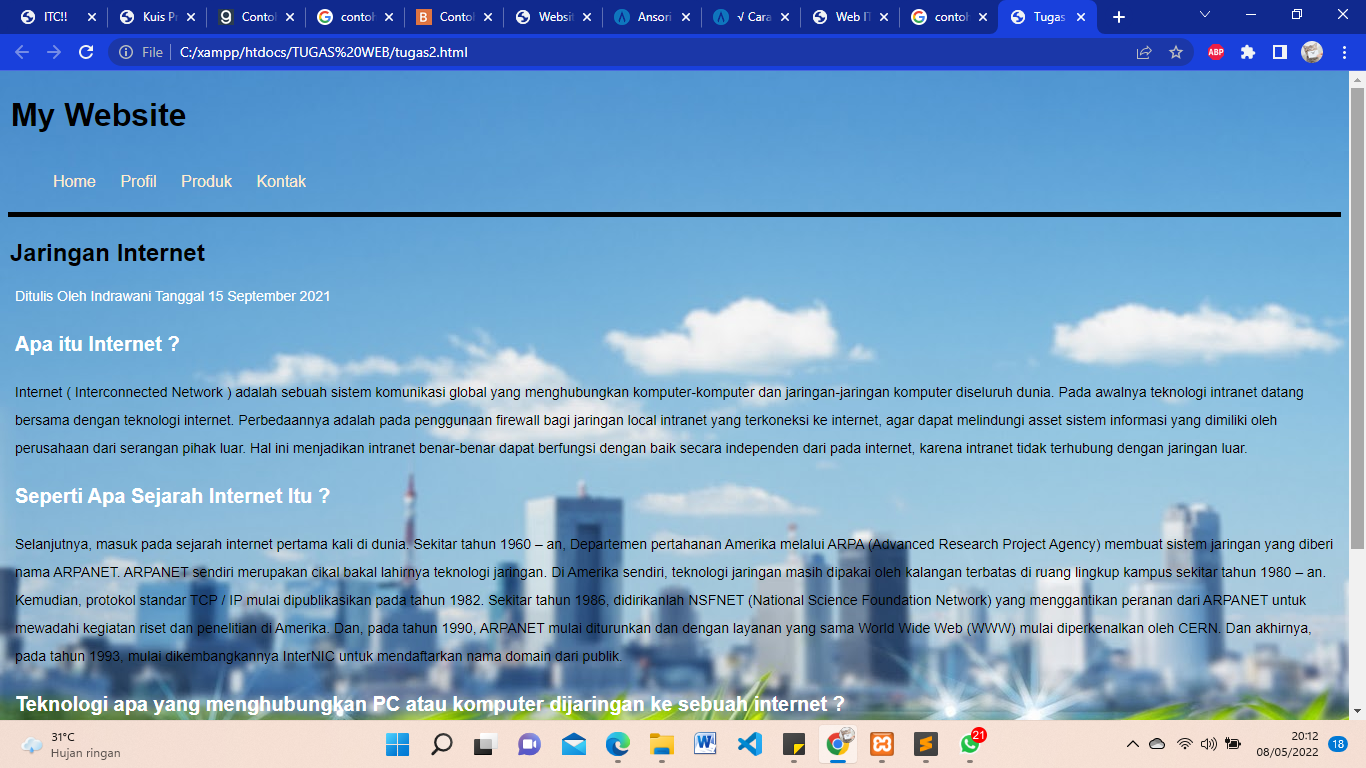 ITC!!
Kuis Pr
Contol
contoh
Contol
Websit
Ansori
√ Cara
Web IT
contoh
Tugas
File
C:/xampp/htdocs/TUGAS%20WEB/tugas2.html
ABP
My Website
Home Profil Produk Kontak
Jaringan Internet
Ditulis Oleh Indrawani Tanggal 15 September 2021
Apa itu Internet ?
Internet ( Interconnected Network ) adalah sebuah sistem komunikasi global yang menghubungkan komputer-komputer dan jaringan-jaringan komputer diseluruh dunia. Pada awalnya teknologi intranet datang
bersama dengan teknologi internet. Perbedaannya adalah pada penggunaan firewall bagi jaringan local intranet yang terkoneksi ke internet, agar dapat melindungi asset sistem informasi yang dimiliki oleh
perusahaan dari serangan pihak luar. Hal ini menjadikan intranet benar-benar dapat berfungsi dengan baik secara independen dari pada internet, karena intranet tidak terhubung dengan jaringan luar.
Seperti Apa Sejarah Internet Itu ?
Selanjutnya, masuk pada sejarah internet pertama kali di dunia. Sekitar tahun 1960 – an, Departemen pertahanan Amerika melalui ARPA (Advanced Research Project Agency) membuat sistem jaringan yang diberi
nama ARPANET. ARPANET sendiri merupakan cikal bakal lahirnya teknologi jaringan. Di Amerika sendiri, teknologi jaringan masih dipakai oleh kalangan terbatas di ruang lingkup kampus sekitar tahun 1980 – an.
Kemudian, protokol standar TCP / IP mulai dipublikasikan pada tahun 1982. Sekitar tahun 1986, didirikanlah NSFNET (National Science Foundation Network) yang menggantikan peranan dari ARPANET untuk
mewadahi kegiatan riset dan penelitian di Amerika. Dan, pada tahun 1990, ARPANET mulai diturunkan dan dengan layanan yang sama World Wide Web (WWW) mulai diperkenalkan oleh CERN. Dan akhirnya,
pada tahun 1993, mulai dikembangkannya InterNIC untuk mendaftarkan nama domain dari publik.
Teknologi apa yang menghubungkan PC atau komputer dijaringan ke sebuah internet ?
31°C
Hujan ringan
21
20:12
08/05/2022
18